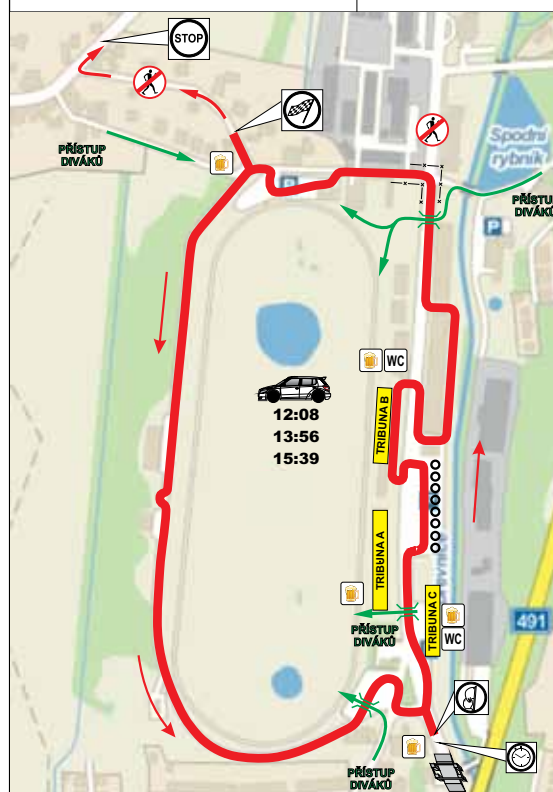 STOP
PŘÍSTUP
DIVÁKŮ
Spodní
rybník
P
PŘÍSTU
DIVÁKŮ
P
WC
12:08
13:56
15:39
TRIBUNA B
TRIBUNA A
TRIBUNA C
WC
PŘÍSTUP
DIVÁKŮ
491
PŘÍSTUP
DIVÁKŮ